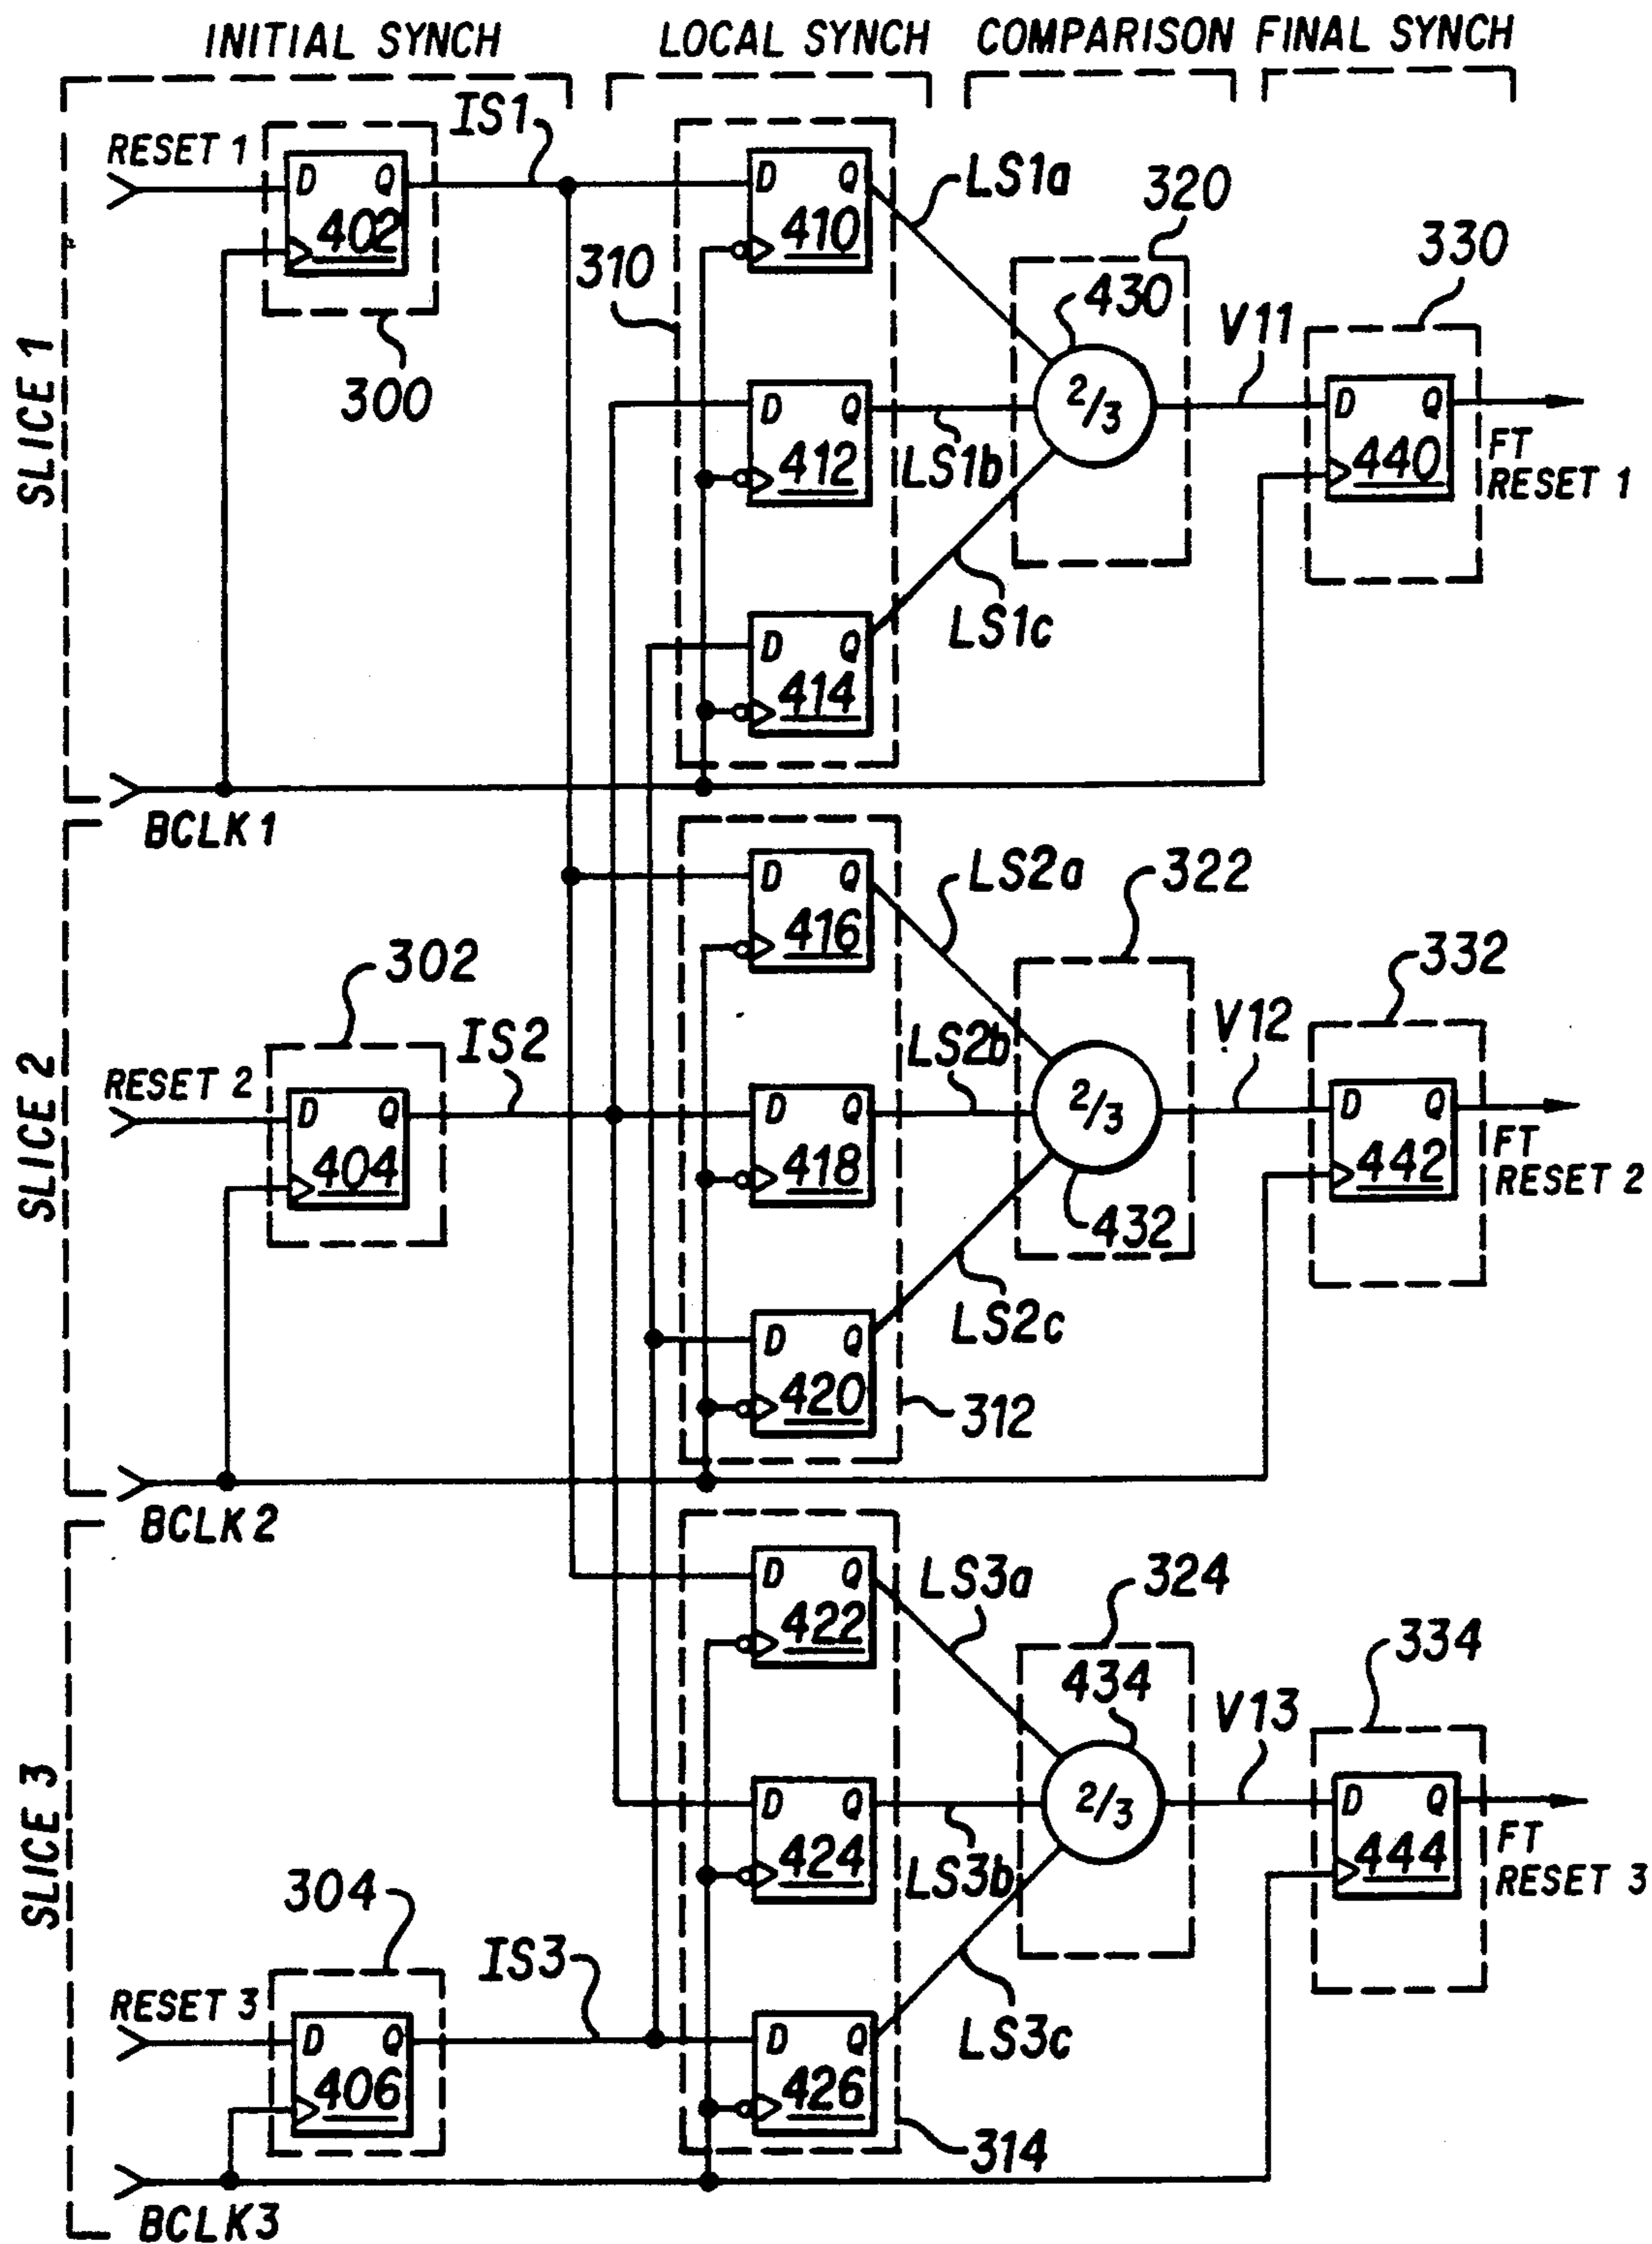 INITIAL SYNCH
LOCAL SYNCH
COMPARISON
FINAL SYNCH
SLICE 1
RESET 1
D Q
402
300
IS1
310
D Q
410
D Q
412
D Q
414
LS1a
LS1b
LS1c
320
430
2/3
V11
330
D Q
440
FT
RESET 1
BCLK1
SLICE 2
302
RESET 2
D Q
404
IS2
D Q
416
D Q
418
D Q
420
312
LS2a
LS2b
LS2c
322
2/3
432
V12
332
D Q
442
FT
RESET 2
BCLK2
SLICE 3
304
RESET 3
D Q
406
IS3
D Q
422
D Q
424
D Q
426
314
LS3a
LS3b
LS3c
324
434
2/3
V13
334
D Q
444
FT
RESET 3
BCLK3